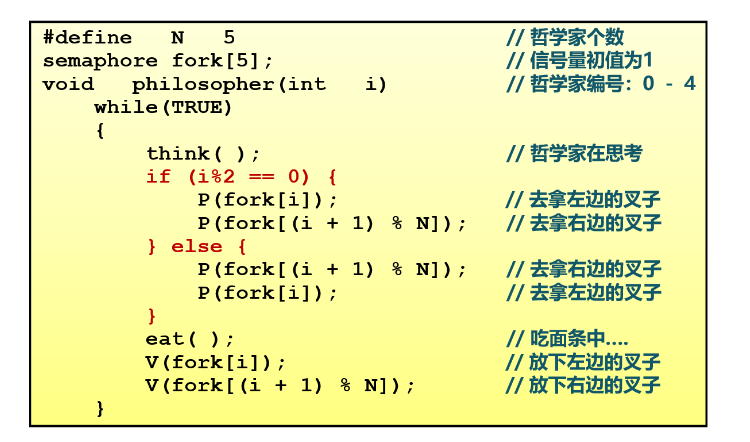 #define   N   5   // 哲学家个数
semaphore fork[5];   // 信号量初值为1
void   philosopher(int   i)   // 哲学家编号：0 - 4
    while(TRUE)
    {
        think( );   // 哲学家在思考
        if (i%2 == 0) {
            P(fork[i]);   // 去拿左边的叉子
            P(fork[(i + 1) % N]);   // 去拿右边的叉子
        } else {
            P(fork[(i + 1) % N]);   // 去拿右边的叉子
            P(fork[i]);   // 去拿左边的叉子
        }
        eat( );   // 吃面条中....
        V(fork[i]);   // 放下左边的叉子
        V(fork[(i + 1) % N]);   // 放下右边的叉子
    }